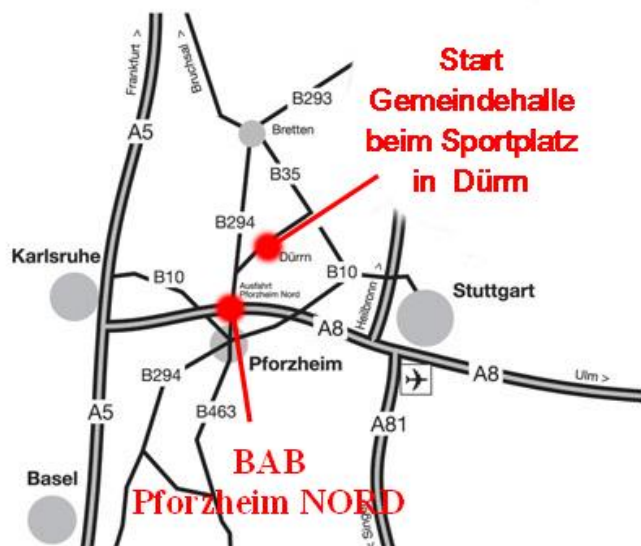 Frankfurt >
Bruchsal >
Start
Gemeindehalle
beim Sportplatz
in Dürrn
B293
A5
Bretten
B35
B294
Dürrn
Karlsruhe
B10
B10
Ausfahrt
Pforzheim Nord
Heilbronn >
Stuttgart
A8
Pforzheim
B294
A8
Ulm >
A5
B463
A81
BAB
Pforzheim NORD
Basel